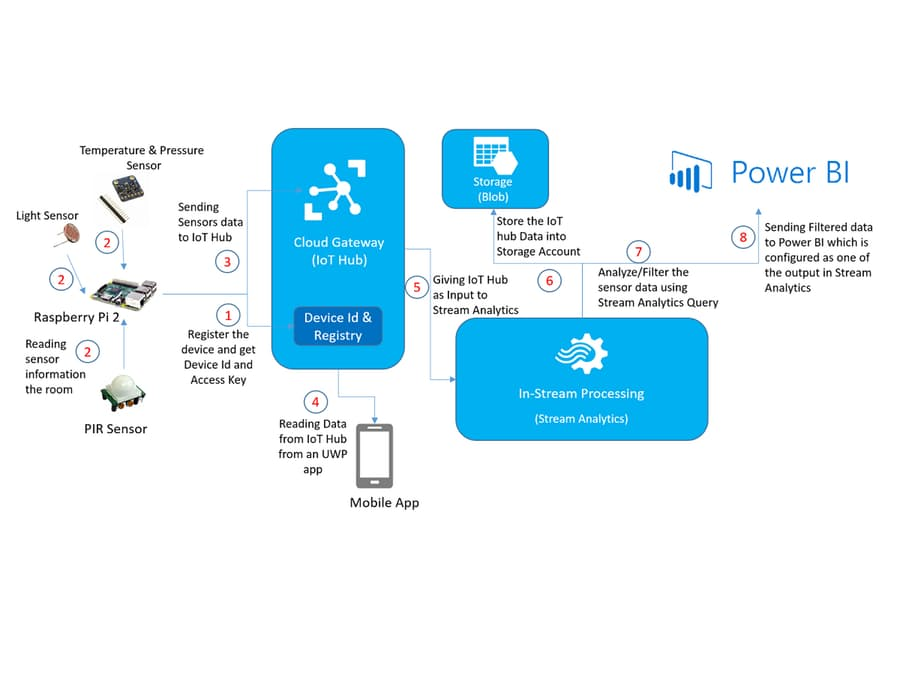 Temperature & Pressure
Sensor
Light Sensor
2
2
Raspberry Pi 2
Reading
sensor
information
the room
2
PIR Sensor
Sending
Sensors data
to IoT Hub
3
1
Register the
device and get
Device Id and
Access Key
Cloud Gateway
(IoT Hub)
Device Id &
Registry
4
Reading Data
from IoT Hub
from an UWP
app
Mobile App
5
Giving IoT Hub
as Input to
Stream Analytics
Storage
(Blob)
Store the IoT
hub Data into
Storage Account
6
7
Analyze/Filter the
sensor data using
Stream Analytics Query
In-Stream Processing
(Stream Analytics)
Power BI
8
Sending Filtered data
to Power BI which is
configured as one of
the output in Stream
Analytics